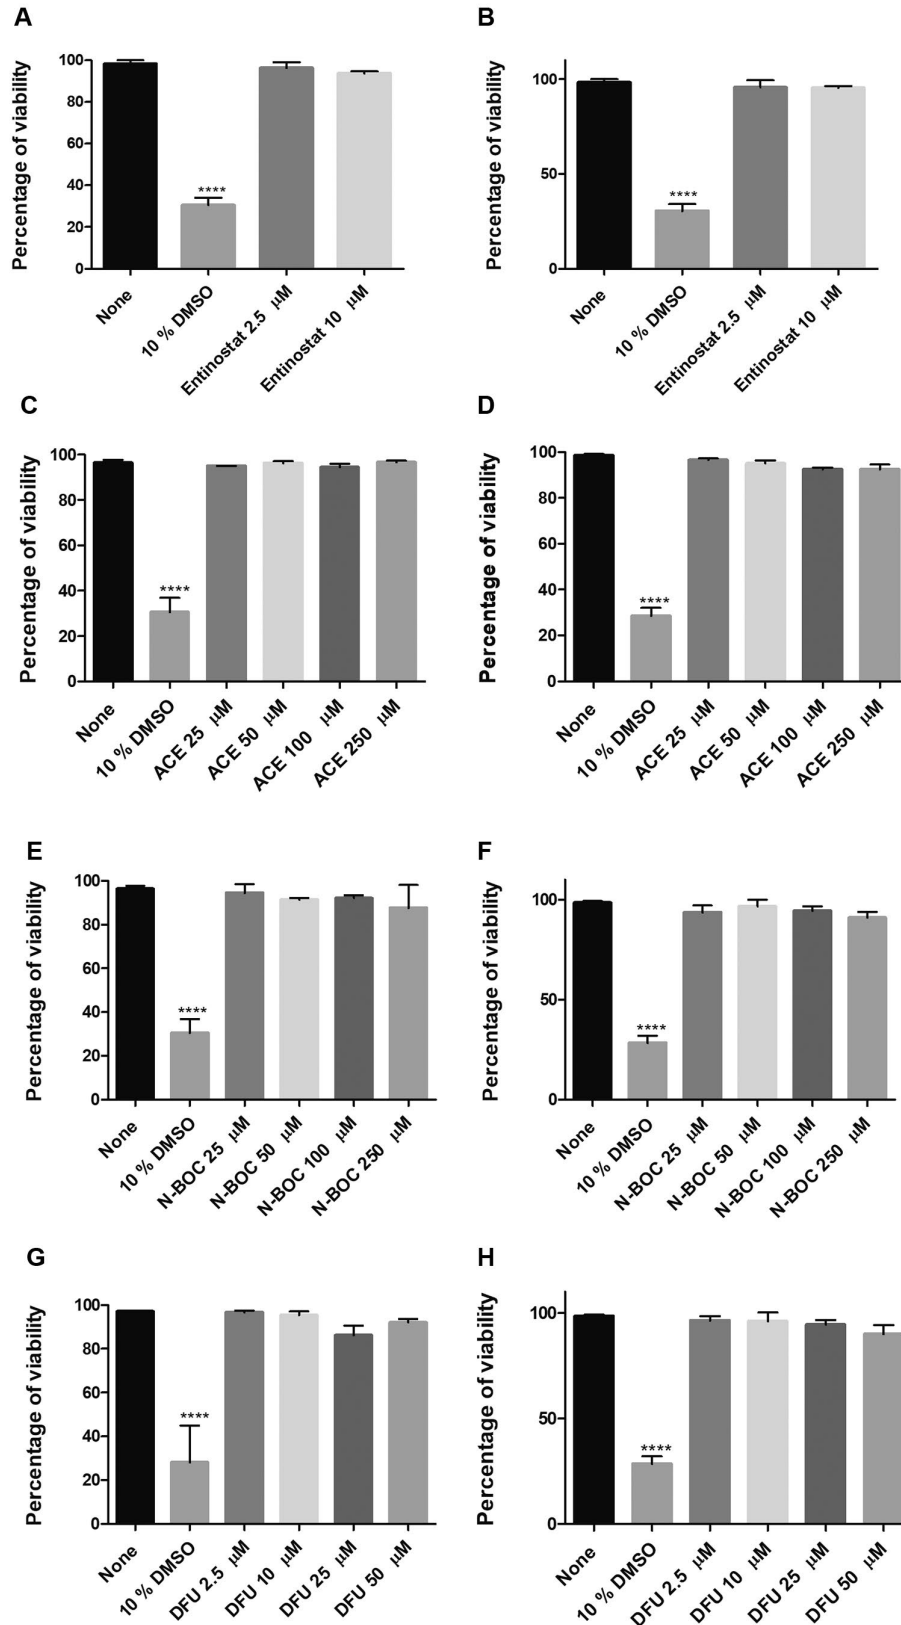 A
Percentage of viability
100
80
60
40
20
0
****
None
10 % DMSO
Entinostat 2.5 μM
Entinostat 10 μM
B
Percentage of viability
100
50
0
****
None
10 % DMSO
Entinostat 2.5 μM
Entinostat 10 μM
C
Percentage of viability
100
80
60
40
20
0
****
None
10 % DMSO
ACE 25 μM
ACE 50 μM
ACE 100 μM
ACE 250 μM
D
Percentage of viability
100
80
60
40
20
0
****
None
10 % DMSO
ACE 25 μM
ACE 50 μM
ACE 100 μM
ACE 250 μM
E
Percentage of viability
100
80
60
40
20
0
****
None
10 % DMSO
N-BOC 25 μM
N-BOC 50 μM
N-BOC 100 μM
N-BOC 250 μM
F
Percentage of viability
100
50
0
****
None
10 % DMSO
N-BOC 25 μM
N-BOC 50 μM
N-BOC 100 μM
N-BOC 250 μM
G
Percentage of viability
100
80
60
40
20
0
****
None
10 % DMSO
DFU 2.5 μM
DFU 10 μM
DFU 25 μM
DFU 50 μM
H
Percentage of viability
100
50
0
****
None
10 % DMSO
DFU 2.5 μM
DFU 10 μM
DFU 25 μM
DFU 50 μM